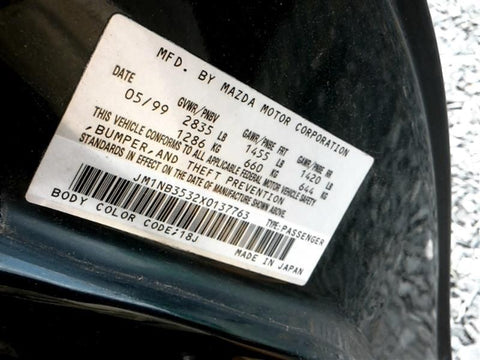 MFD. BY MAZDA MOTOR CORPORATION
DATE GVWR/PNBV GAWR/PNBE FRT GAWR/PNBE RR
05/99 2835 LB 1455 LB 1420 LB
1286 KG 660 KG 644 KG
THIS VEHICLE CONFORMS TO ALL APPLICABLE FEDERAL MOTOR VEHICLE SAFETY
,BUMPER, AND THEFT PREVENTION
STANDARDS IN EFFECT ON THE DATE OF MANUFACTURE SHOWN ABOVE.
JM1NB3532X0137763 TYPE:PASSENGER
BODY COLOR CODE;18J MADE IN JAPAN